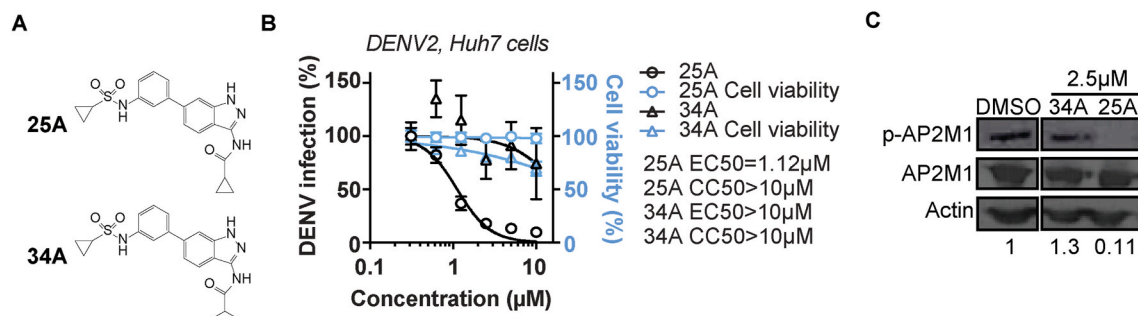 A
25A
34A
O O
S
NH
H
N
N
HN
O
O O
S
N
H
H
N
N
HN
O
B
DENV2, Huh7 cells
DENV infection (%)
150
100
50
0
0.1
1
10
Concentration (µM)
150
100
50
0
Cell viability (%)
25A
25A Cell viability
34A
34A Cell viability
25A EC50=1.12µM
25A CC50>10µM
34A EC50>10µM
34A CC50>10µM
C
2.5µM
DMSO 34A 25A
p-AP2M1
AP2M1
Actin
1 1.3 0.11